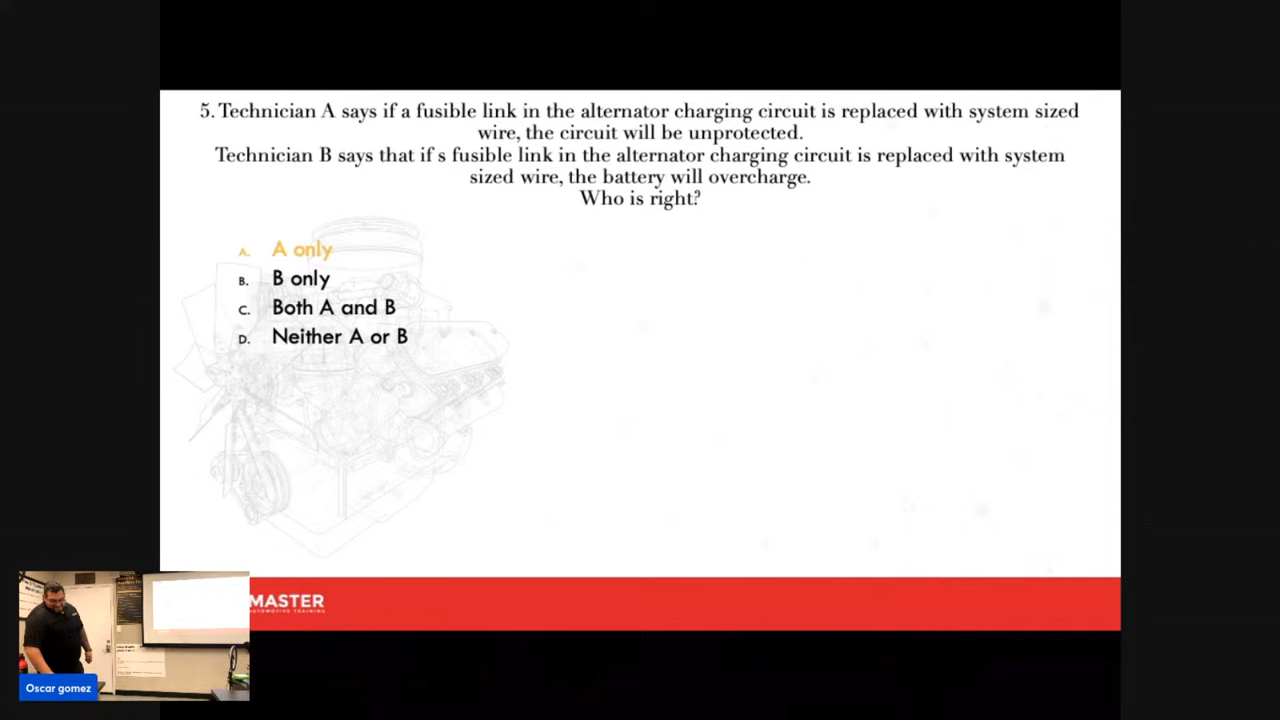 5. Technician A says if a fusible link in the alternator charging circuit is replaced with system sized
wire, the circuit will be unprotected.
Technician B says that if s fusible link in the alternator charging circuit is replaced with system
sized wire, the battery will overcharge.
Who is right?
A. A only
B. B only
C. Both A and B
D. Neither A or B
MASTER
AUTOMOTIVE TRAINING
Oscar gomez